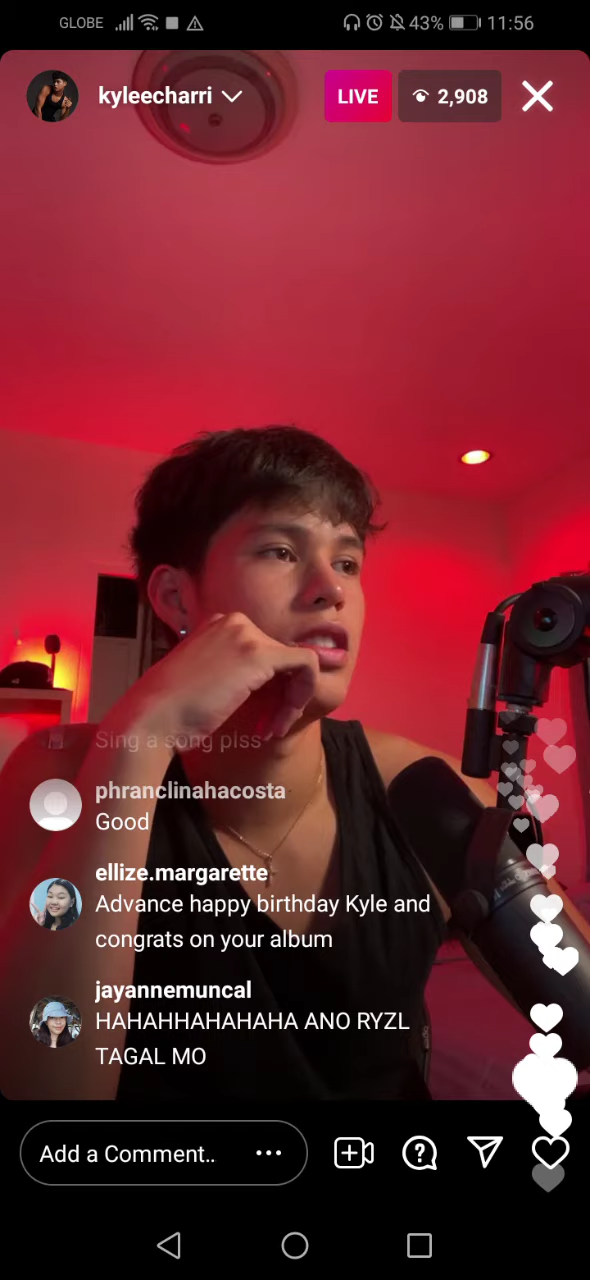 GLOBE 43% 11:56
kyleecharri LIVE 2,908
Sing a song plss
phranclinahacosta
Good
ellize.margarette
Advance happy birthday Kyle and
congrats on your album
jayannemuncal
HAHAHHAHAHAHA ANO RYZL
TAGAL MO
Add a Comment..